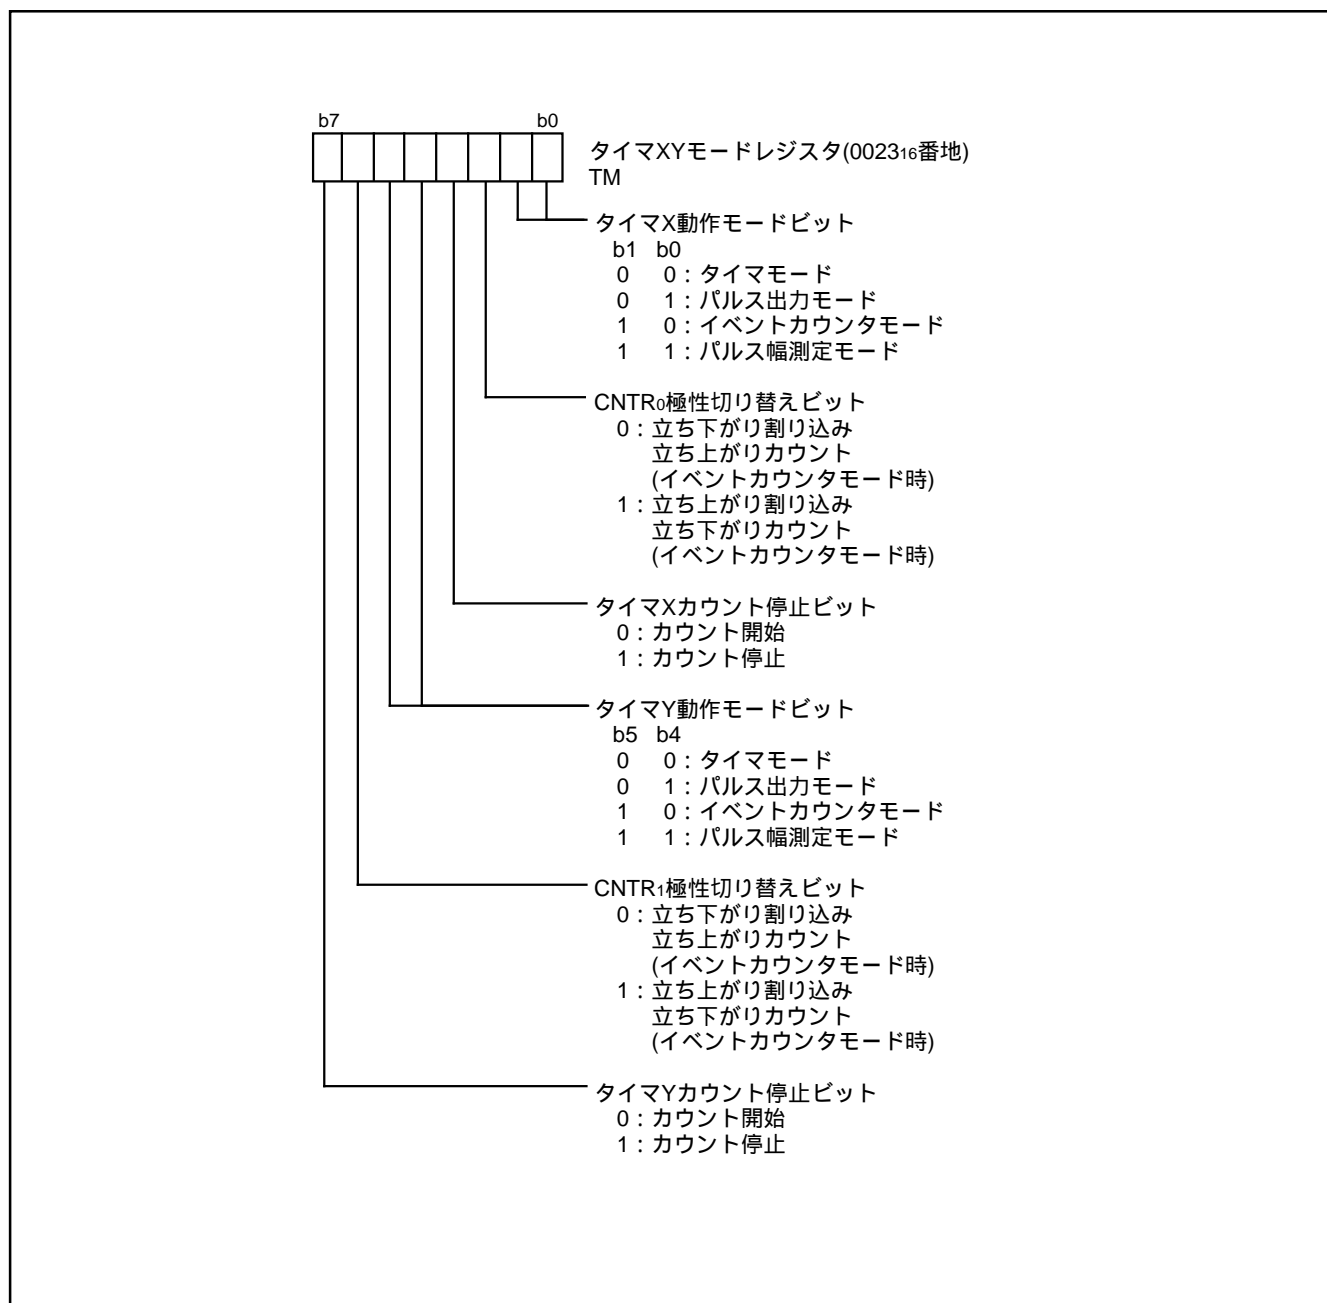 b7 b0
タイマXYモードレジスタ(002316番地)
TM
タイマX動作モードビット
b1 b0
0 0：タイマモード
0 1：パルス出力モード
1 0：イベントカウンタモード
1 1：パルス幅測定モード
CNTR0極性切り替えビット
0：立ち下がり割り込み
立ち上がりカウント
(イベントカウンタモード時)
1：立ち上がり割り込み
立ち下がりカウント
(イベントカウンタモード時)
タイマXカウント停止ビット
0：カウント開始
1：カウント停止
タイマY動作モードビット
b5 b4
0 0：タイマモード
0 1：パルス出力モード
1 0：イベントカウンタモード
1 1：パルス幅測定モード
CNTR1極性切り替えビット
0：立ち下がり割り込み
立ち上がりカウント
(イベントカウンタモード時)
1：立ち上がり割り込み
立ち下がりカウント
(イベントカウンタモード時)
タイマYカウント停止ビット
0：カウント開始
1：カウント停止